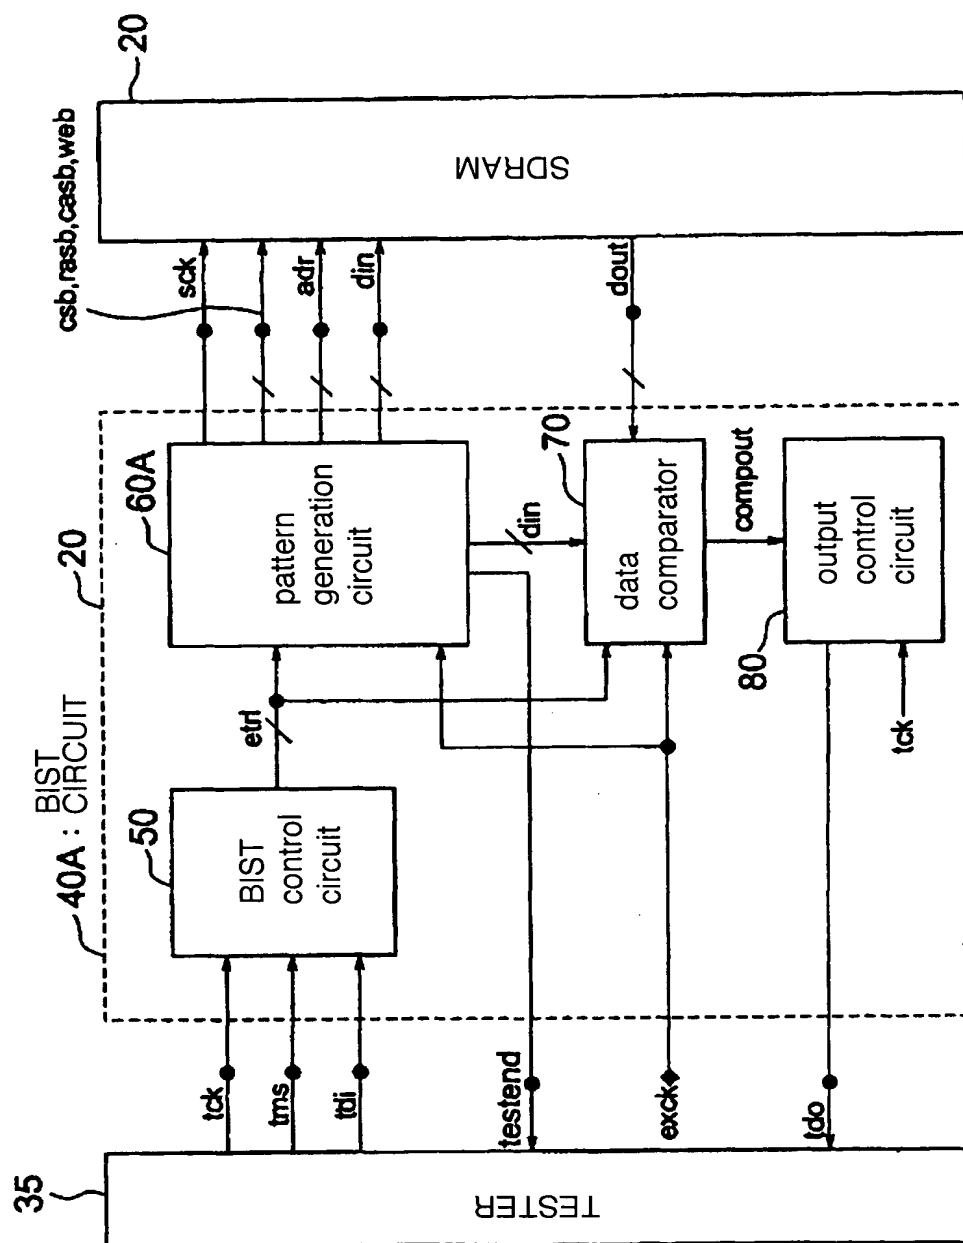 35
TESTER
tck
tms
tdi
testend
exck
tdo
40A : BIST
CIRCUIT
20
50
BIST
control
circuit
etrl
60A
pattern
generation
circuit
din
70
data
comparator
compout
80
output
control
circuit
tck
csb,rasb,casb,web
sck
adr
din
dout
20
SDRAM